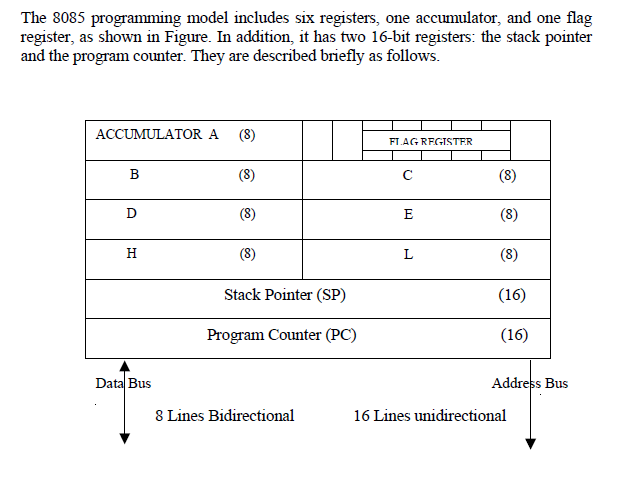 The 8085 programming model includes six registers, one accumulator, and one flag
register, as shown in Figure. In addition, it has two 16-bit registers: the stack pointer
and the program counter. They are described briefly as follows.
ACCUMULATOR A (8) FLAG REGISTER
B (8) C (8)
D (8) E (8)
H (8) L (8)
Stack Pointer (SP) (16)
Program Counter (PC) (16)
Data Bus Address Bus
8 Lines Bidirectional 16 Lines unidirectional